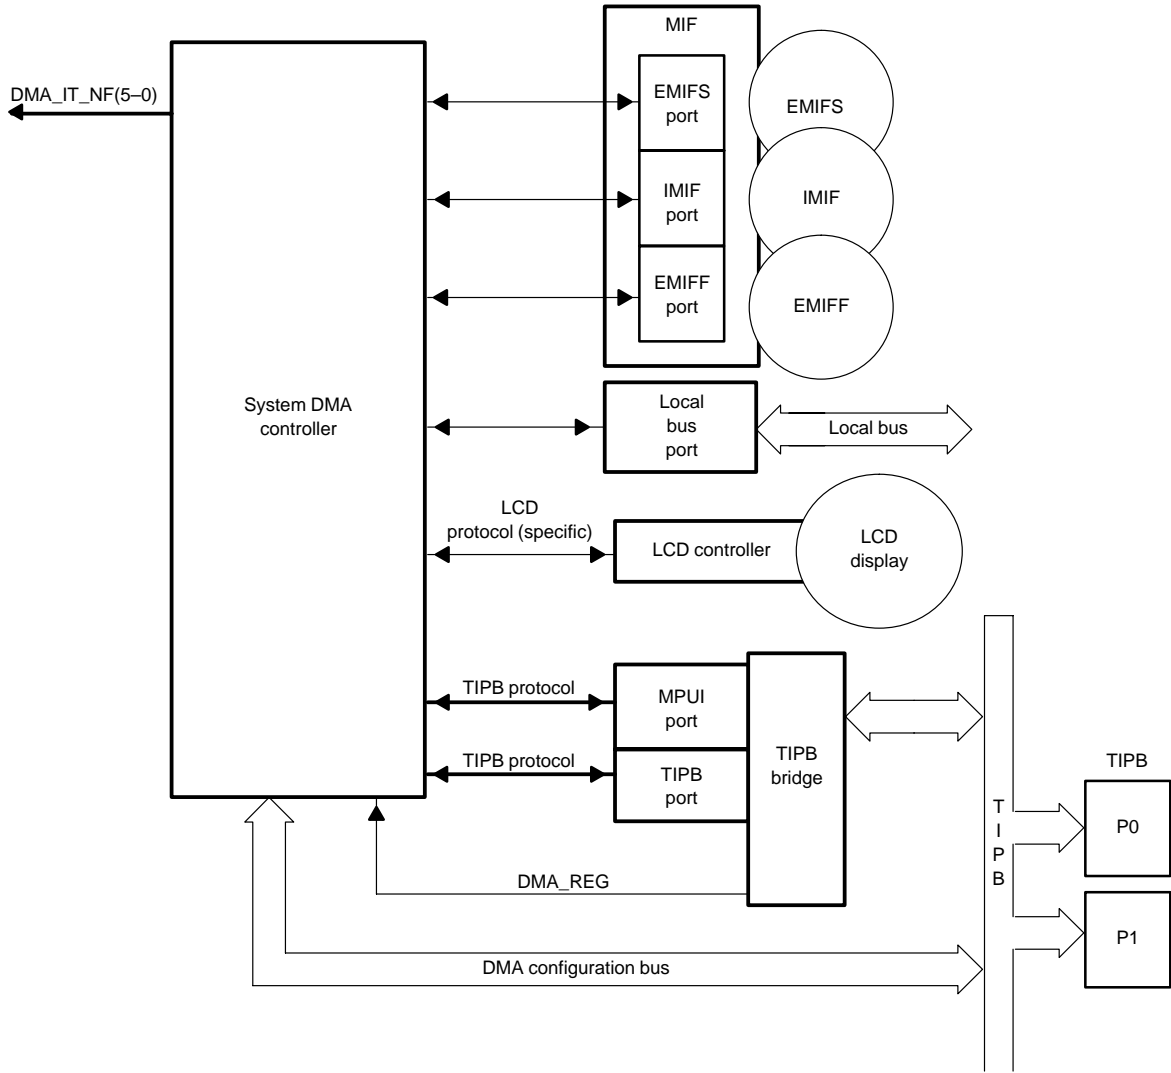 MIF
DMA_IT_NF(5–0)
EMIFS
port
EMIFS
IMIF
port
IMIF
EMIFF
port
EMIFF
System DMA
controller
Local
bus
port
Local bus
LCD
protocol (specific)
LCD controller
LCD
display
TIPB protocol
MPUI
port
TIPB protocol
TIPB
port
TIPB
bridge
T
I
P
B
TIPB
P0
P1
DMA_REG
DMA configuration bus